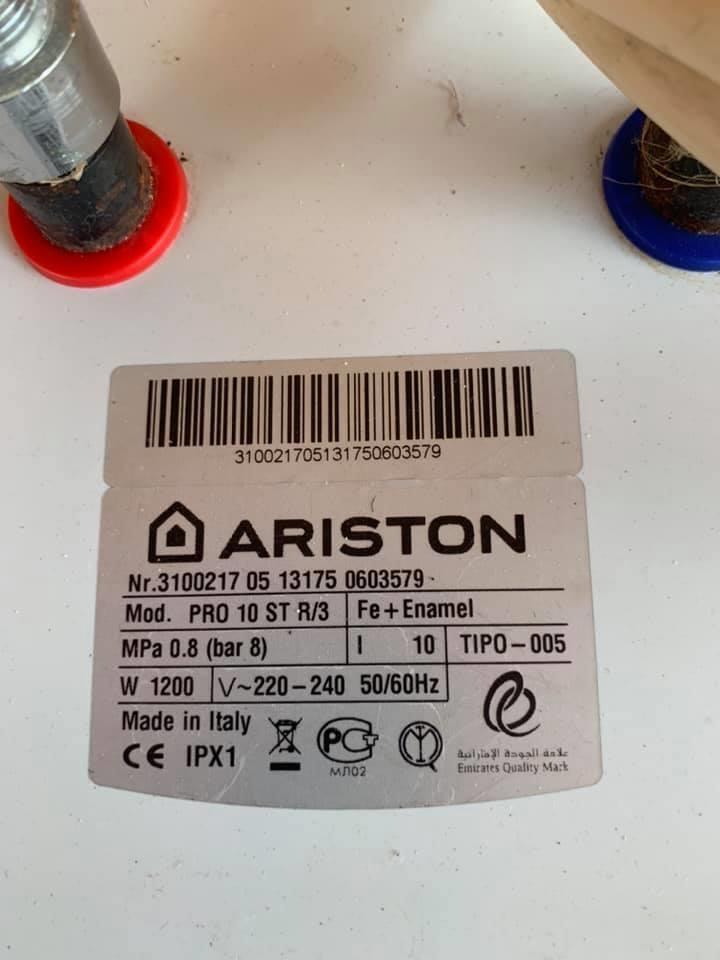 310021705131750603579
ARISTON
Nr.3100217 05 13175 0603579
Mod. PRO 10 ST R/3 Fe+Enamel
MPa 0.8 (bar 8) l 10 TIPO-005
W 1200 V~220-240 50/60Hz
Made in Italy
CE IPX1
РСТ
МЛ02
علامة الجودة الإماراتية
Emirates Quality Mark